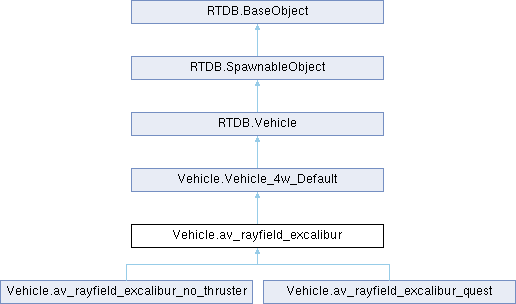 RTDB.BaseObject
RTDB.SpawnableObject
RTDB.Vehicle
Vehicle.Vehicle_4w_Default
Vehicle.av_rayfield_excalibur
Vehicle.av_rayfield_excalibur_no_thruster
Vehicle.av_rayfield_excalibur_quest